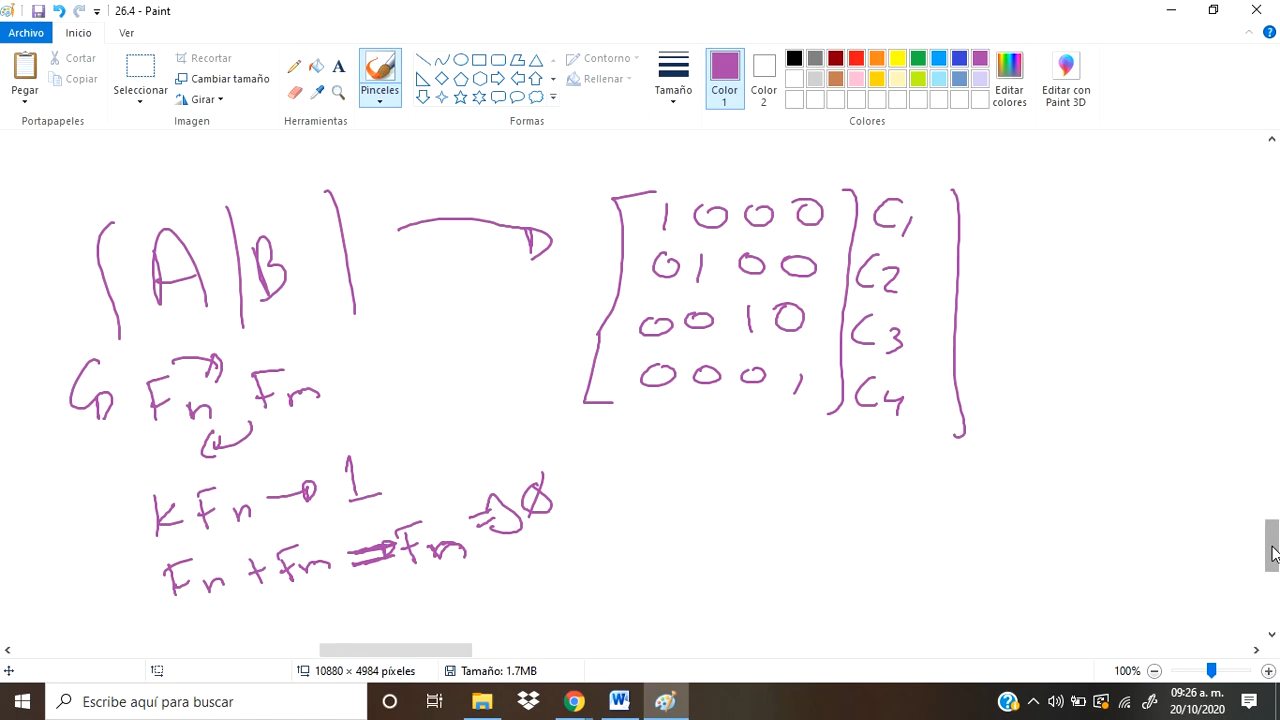 26.4 - Paint
Archivo Inicio Ver
Pegar
Cortar
Copiar
Portapapeles
Seleccionar
Recortar
Cambiar tamaño
Girar
Imagen
A
Herramientas
Pinceles
Contorno
Rellenar
Formas
Tamaño
Color 1
Color 2
Editar colores
Editar con Paint 3D
Colores
[ A | B | → [ 1 0 0 0 | C1 ]
0 1 0 0 | C2
0 0 1 0 | C3
0 0 0 1 | C4
Fn Fm
kFn → 1
Fn + Fm ⇒ Fm ⇒ 0
10880 × 4984 píxeles
Tamaño: 1.7MB
100%
Escribe aquí para buscar
09:26 a. m.
20/10/2020